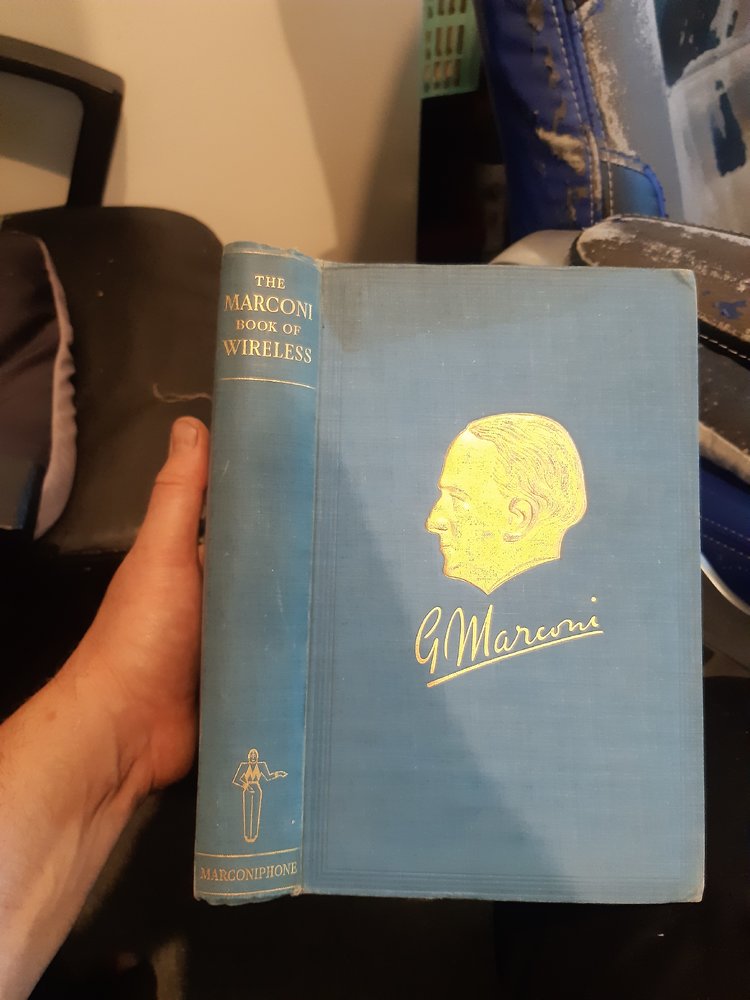 THE
MARCONI
BOOK OF
WIRELESS
G Marconi
MARCONIPHONE